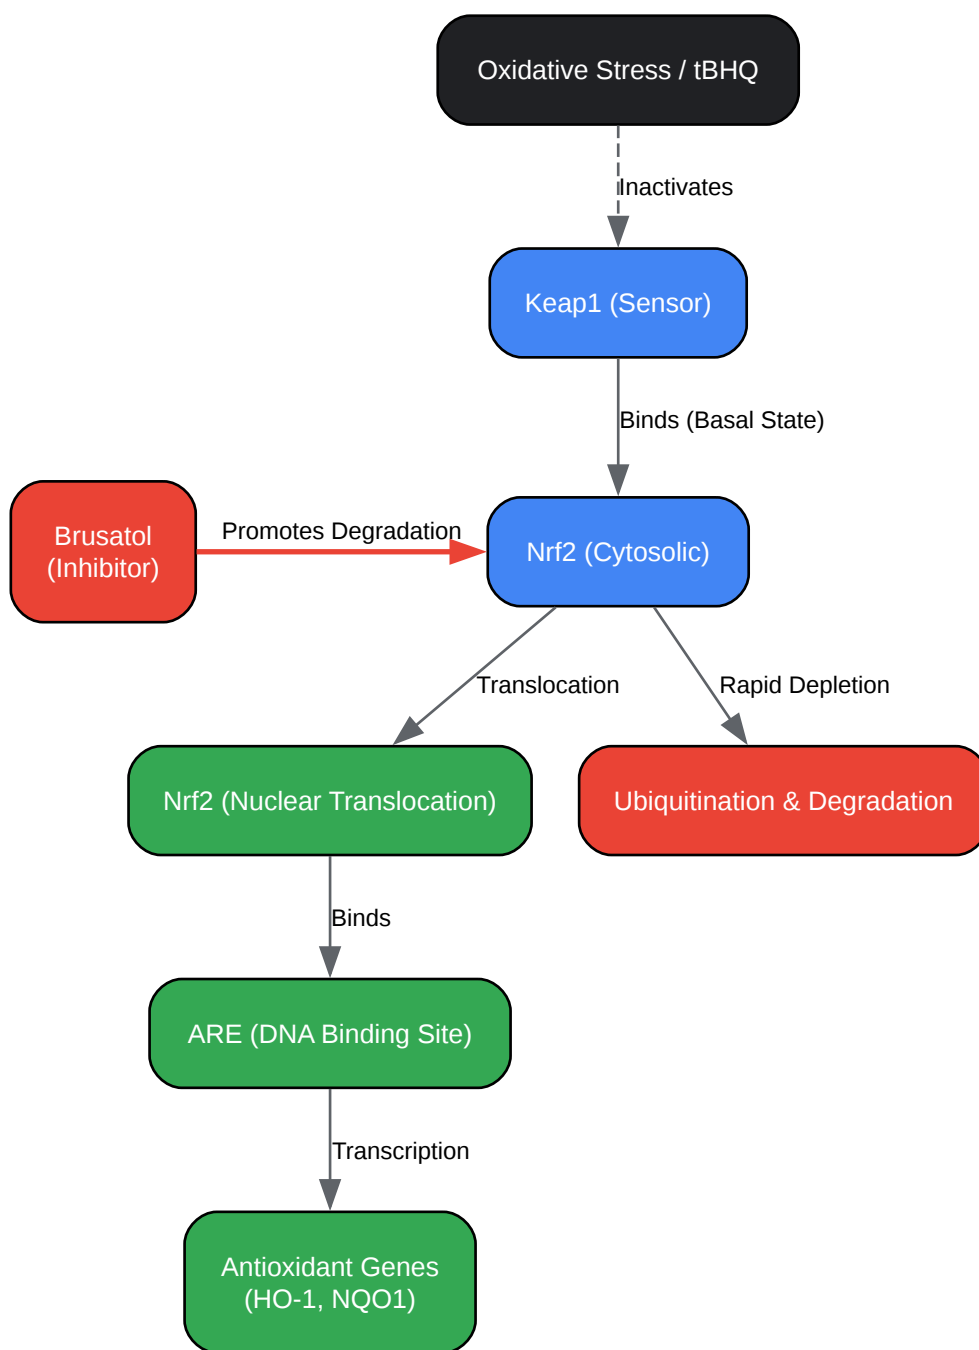 Oxidative Stress / tBHQ
Inactivates
Keap1 (Sensor)
Binds (Basal State)
Brusatol
(Inhibitor)
Promotes Degradation
Nrf2 (Cytosolic)
Translocation
Rapid Depletion
Nrf2 (Nuclear Translocation)
Ubiquitination & Degradation
Binds
ARE (DNA Binding Site)
Transcription
Antioxidant Genes
(HO-1, NQO1)